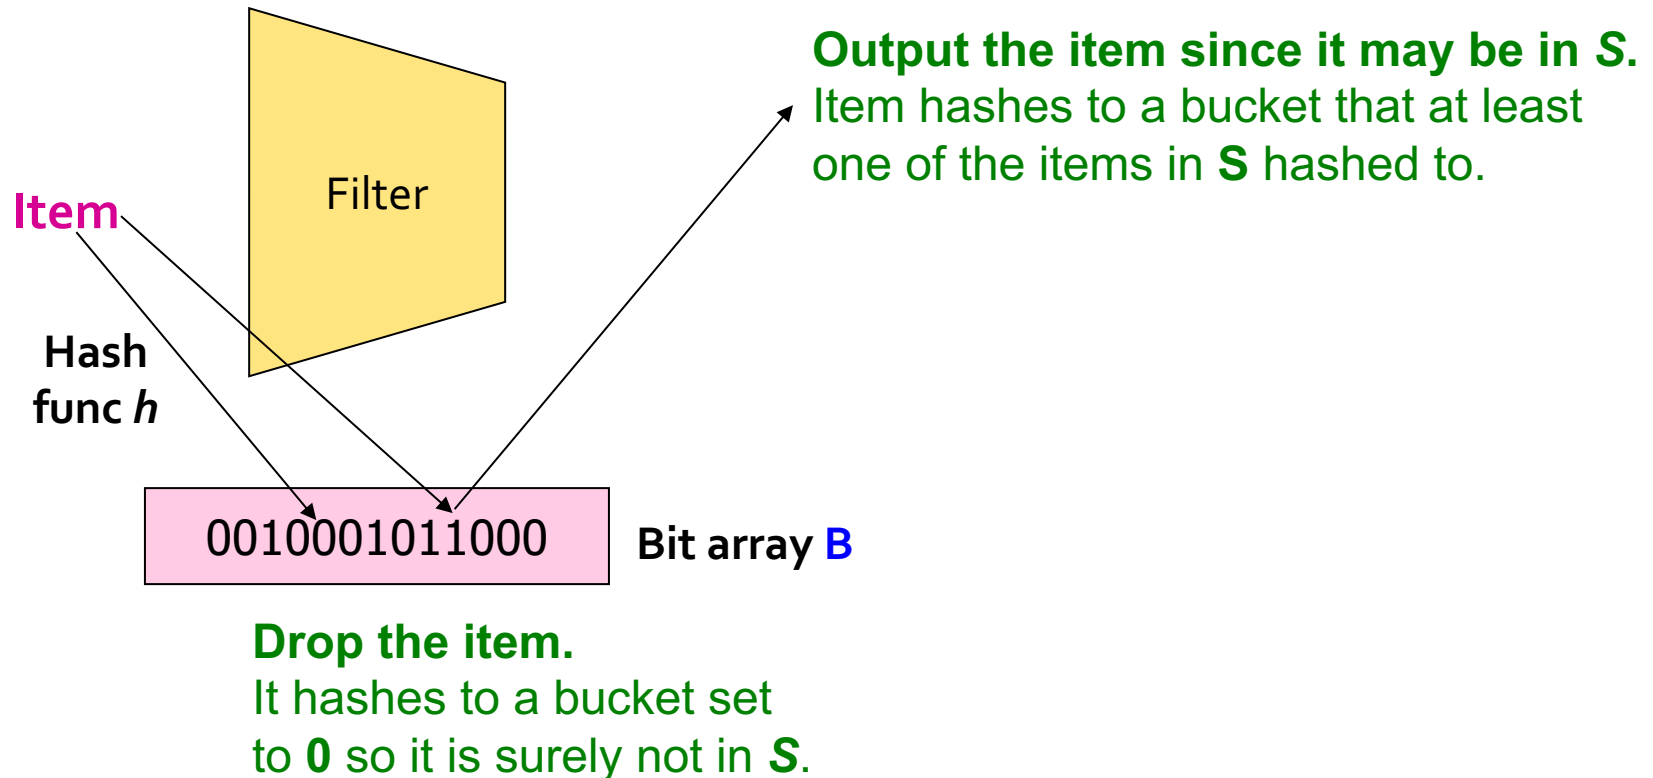 Output the item since it may be in S.
Item hashes to a bucket that at least
one of the items in S hashed to.
Filter
Item
Hash
func h
0010001011000
Bit array B
Drop the item.
It hashes to a bucket set
to 0 so it is surely not in S.